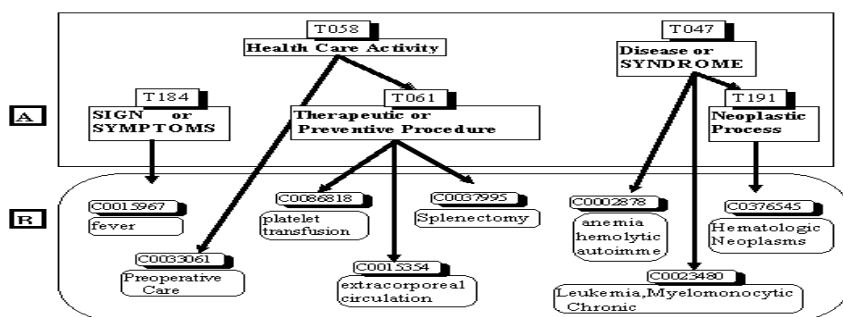 T058
Health Care Activity
T047
Disease or
SYNDROME
A
T184
SIGN or
SYMPTOMS
T061
Therapeutic or
Preventive Procedure
T191
Neoplastic
Process
B
C0015967
fever
C0086818
platelet
transfusion
C0037995
Splenectomy
C0002878
anemia
hemolytic
autoimme
C0376545
Hematologic
Neoplasms
C0033061
Preoperative
Care
C0015354
extracorporeal
circulation
C0023480
Leukemia,Myelomonocytic
Chronic